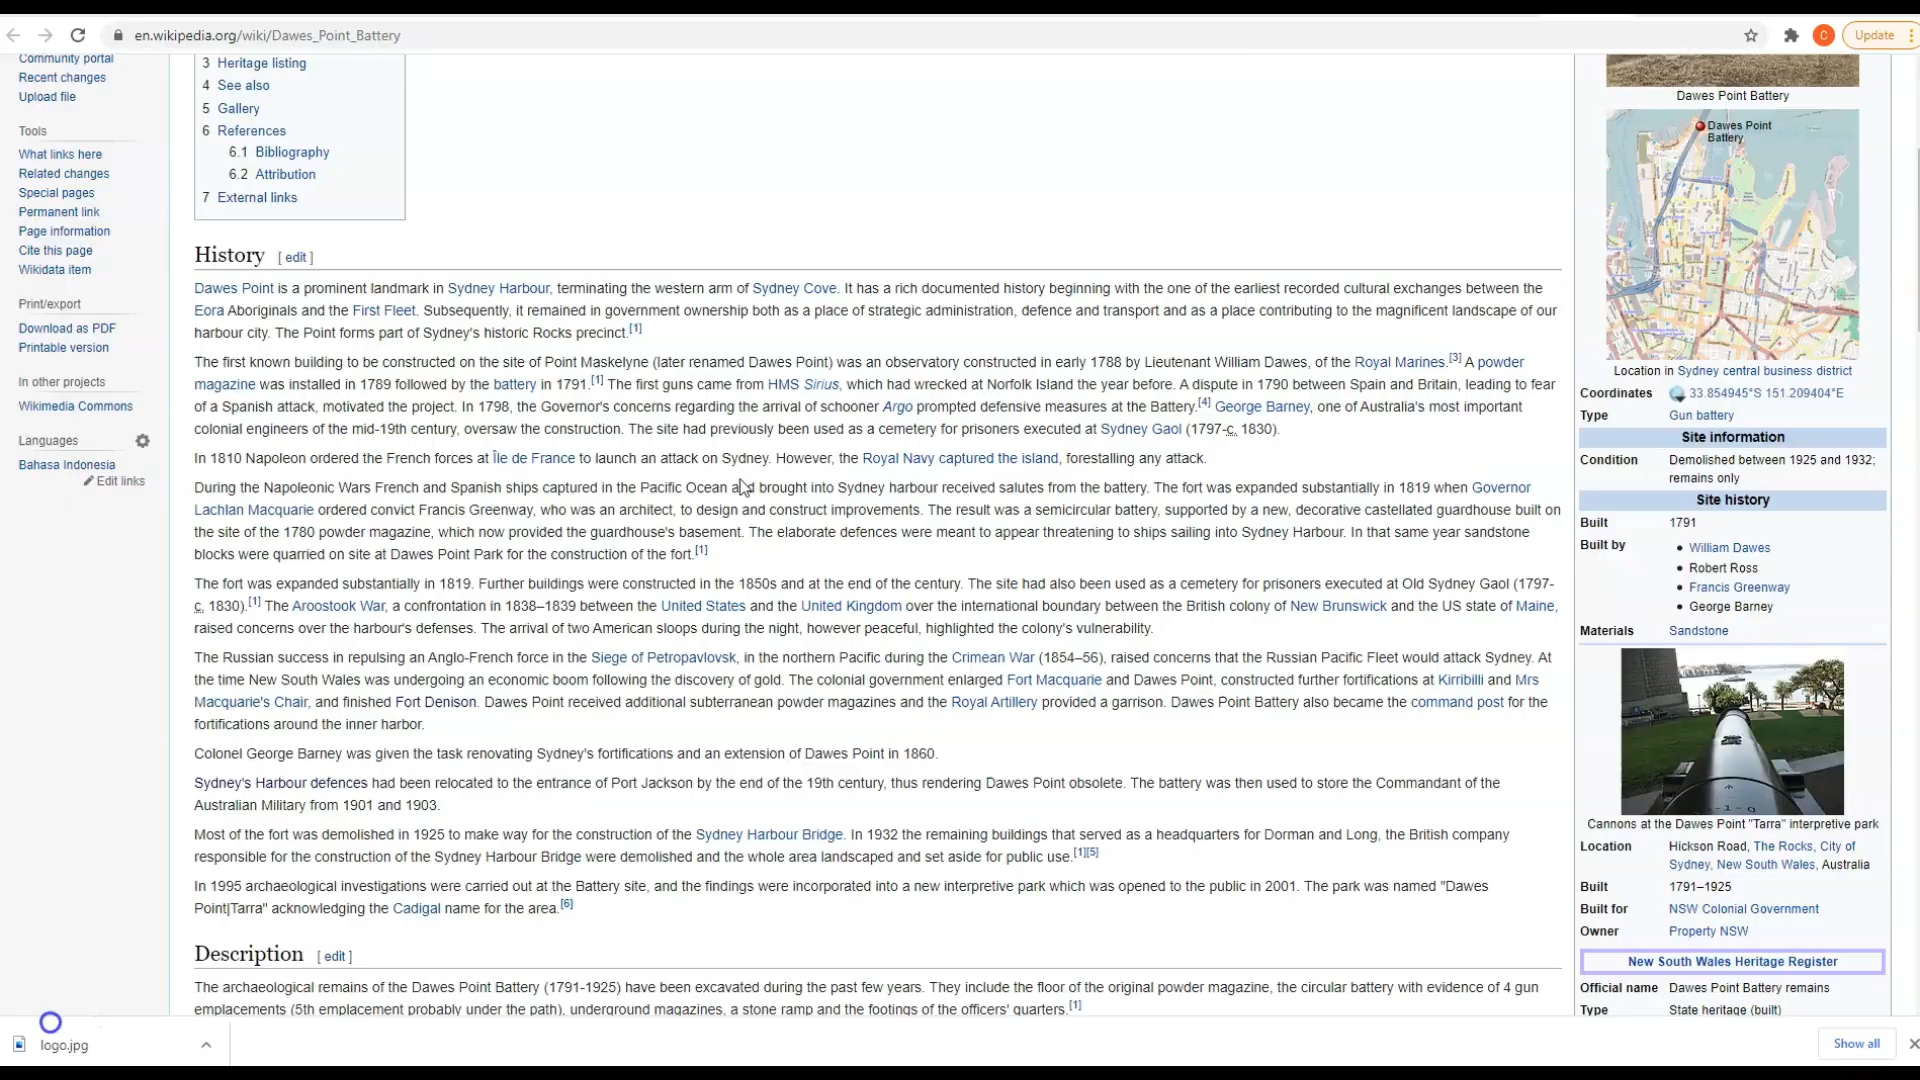 en.wikipedia.org/wiki/Dawes_Point_Battery
C
Update
Community portal
Recent changes
Upload file
Tools
What links here
Related changes
Special pages
Permanent link
Page information
Cite this page
Wikidata item
Print/export
Download as PDF
Printable version
In other projects
Wikimedia Commons
Languages
Bahasa Indonesia
Edit links
3 Heritage listing
4 See also
5 Gallery
6 References
6.1 Bibliography
6.2 Attribution
7 External links
History [ edit ]
Dawes Point is a prominent landmark in Sydney Harbour, terminating the western arm of Sydney Cove. It has a rich documented history beginning with the one of the earliest recorded cultural exchanges between the
Eora Aboriginals and the First Fleet. Subsequently, it remained in government ownership both as a place of strategic administration, defence and transport and as a place contributing to the magnificent landscape of our
harbour city. The Point forms part of Sydney's historic Rocks precinct.[1]
The first known building to be constructed on the site of Point Maskelyne (later renamed Dawes Point) was an observatory constructed in early 1788 by Lieutenant William Dawes, of the Royal Marines.[3] A powder
magazine was installed in 1789 followed by the battery in 1791.[1] The first guns came from HMS Sirius, which had wrecked at Norfolk Island the year before. A dispute in 1790 between Spain and Britain, leading to fear
of a Spanish attack, motivated the project. In 1798, the Governor's concerns regarding the arrival of schooner Argo prompted defensive measures at the Battery.[4] George Barney, one of Australia's most important
colonial engineers of the mid-19th century, oversaw the construction. The site had previously been used as a cemetery for prisoners executed at Sydney Gaol (1797-c. 1830).
In 1810 Napoleon ordered the French forces at Île de France to launch an attack on Sydney. However, the Royal Navy captured the island, forestalling any attack.
During the Napoleonic Wars French and Spanish ships captured in the Pacific Ocean and brought into Sydney harbour received salutes from the battery. The fort was expanded substantially in 1819 when Governor
Lachlan Macquarie ordered convict Francis Greenway, who was an architect, to design and construct improvements. The result was a semicircular battery, supported by a new, decorative castellated guardhouse built on
the site of the 1780 powder magazine, which now provided the guardhouse's basement. The elaborate defences were meant to appear threatening to ships sailing into Sydney Harbour. In that same year sandstone
blocks were quarried on site at Dawes Point Park for the construction of the fort.[1]
The fort was expanded substantially in 1819. Further buildings were constructed in the 1850s and at the end of the century. The site had also been used as a cemetery for prisoners executed at Old Sydney Gaol (1797-
c. 1830).[1] The Aroostook War, a confrontation in 1838–1839 between the United States and the United Kingdom over the international boundary between the British colony of New Brunswick and the US state of Maine,
raised concerns over the harbour's defenses. The arrival of two American sloops during the night, however peaceful, highlighted the colony's vulnerability.
The Russian success in repulsing an Anglo-French force in the Siege of Petropavlovsk, in the northern Pacific during the Crimean War (1854–56), raised concerns that the Russian Pacific Fleet would attack Sydney. At
the time New South Wales was undergoing an economic boom following the discovery of gold. The colonial government enlarged Fort Macquarie and Dawes Point, constructed further fortifications at Kirribilli and Mrs
Macquarie's Chair, and finished Fort Denison. Dawes Point received additional subterranean powder magazines and the Royal Artillery provided a garrison. Dawes Point Battery also became the command post for the
fortifications around the inner harbor.
Colonel George Barney was given the task renovating Sydney's fortifications and an extension of Dawes Point in 1860.
Sydney's Harbour defences had been relocated to the entrance of Port Jackson by the end of the 19th century, thus rendering Dawes Point obsolete. The battery was then used to store the Commandant of the
Australian Military from 1901 and 1903.
Most of the fort was demolished in 1925 to make way for the construction of the Sydney Harbour Bridge. In 1932 the remaining buildings that served as a headquarters for Dorman and Long, the British company
responsible for the construction of the Sydney Harbour Bridge were demolished and the whole area landscaped and set aside for public use.[1][5]
In 1995 archaeological investigations were carried out at the Battery site, and the findings were incorporated into a new interpretive park which was opened to the public in 2001. The park was named "Dawes
Point|Tarra" acknowledging the Cadigal name for the area.[6]
Description [ edit ]
The archaeological remains of the Dawes Point Battery (1791-1925) have been excavated during the past few years. They include the floor of the original powder magazine, the circular battery with evidence of 4 gun
emplacements (5th emplacement probably under the path), underground magazines, a stone ramp and the footings of the officers' quarters.[1]
Dawes Point Battery
Dawes Point
Battery
Location in Sydney central business district
Coordinates 33.854945°S 151.209404°E
Type Gun battery
Site information
Condition Demolished between 1925 and 1932;
remains only
Site history
Built 1791
Built by • William Dawes
• Robert Ross
• Francis Greenway
• George Barney
Materials Sandstone
Cannons at the Dawes Point "Tarra" interpretive park
Location Hickson Road, The Rocks, City of
Sydney, New South Wales, Australia
Built 1791–1925
Built for NSW Colonial Government
Owner Property NSW
New South Wales Heritage Register
Official name Dawes Point Battery remains
Type State heritage (built)
logo.jpg
Show all